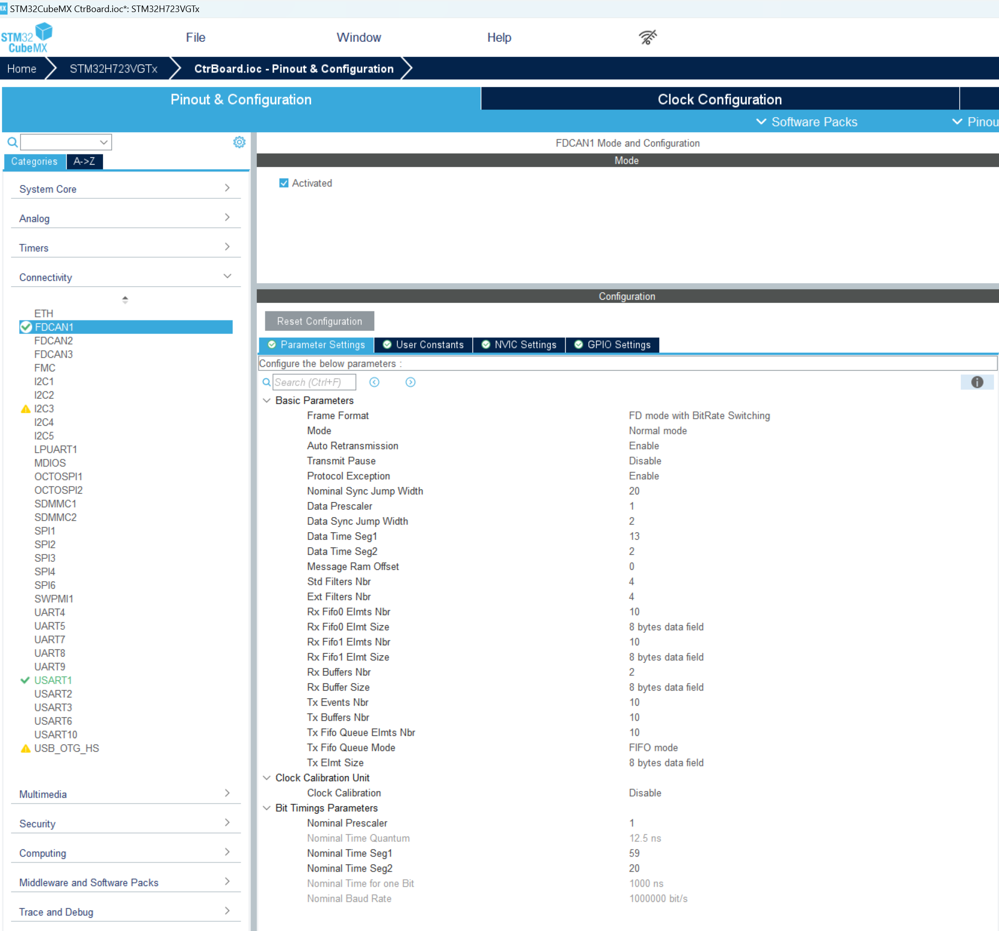 MX STM32CubeMX CtrBoard.ioc*: STM32H723VGTx
STM32
CubeMX
File Window Help
Home STM32H723VGTx CtrBoard.ioc - Pinout & Configuration
Pinout & Configuration Clock Configuration
Software Packs Pinou
Categories A->Z
System Core
Analog
Timers
Connectivity
ETH
FDCAN1
FDCAN2
FDCAN3
FMC
I2C1
I2C2
I2C3
I2C4
I2C5
LPUART1
MDIOS
OCTOSPI1
OCTOSPI2
SDMMC1
SDMMC2
SPI1
SPI2
SPI3
SPI4
SPI6
SWPMI1
UART4
UART5
UART7
UART8
UART9
USART1
USART2
USART3
USART6
USART10
USB_OTG_HS
Multimedia
Security
Computing
Middleware and Software Packs
Trace and Debug
FDCAN1 Mode and Configuration
Mode
Activated
Configuration
Reset Configuration
Parameter Settings User Constants NVIC Settings GPIO Settings
Configure the below parameters :
Search (Ctrl+F)
Basic Parameters
Frame Format FD mode with BitRate Switching
Mode Normal mode
Auto Retransmission Enable
Transmit Pause Disable
Protocol Exception Enable
Nominal Sync Jump Width 20
Data Prescaler 1
Data Sync Jump Width 2
Data Time Seg1 13
Data Time Seg2 2
Message Ram Offset 0
Std Filters Nbr 4
Ext Filters Nbr 4
Rx Fifo0 Elmts Nbr 10
Rx Fifo0 Elmt Size 8 bytes data field
Rx Fifo1 Elmts Nbr 10
Rx Fifo1 Elmt Size 8 bytes data field
Rx Buffers Nbr 2
Rx Buffer Size 8 bytes data field
Tx Events Nbr 10
Tx Buffers Nbr 10
Tx Fifo Queue Elmts Nbr 10
Tx Fifo Queue Mode FIFO mode
Tx Elmt Size 8 bytes data field
Clock Calibration Unit
Clock Calibration Disable
Bit Timings Parameters
Nominal Prescaler 1
Nominal Time Quantum 12.5 ns
Nominal Time Seg1 59
Nominal Time Seg2 20
Nominal Time for one Bit 1000 ns
Nominal Baud Rate 1000000 bit/s